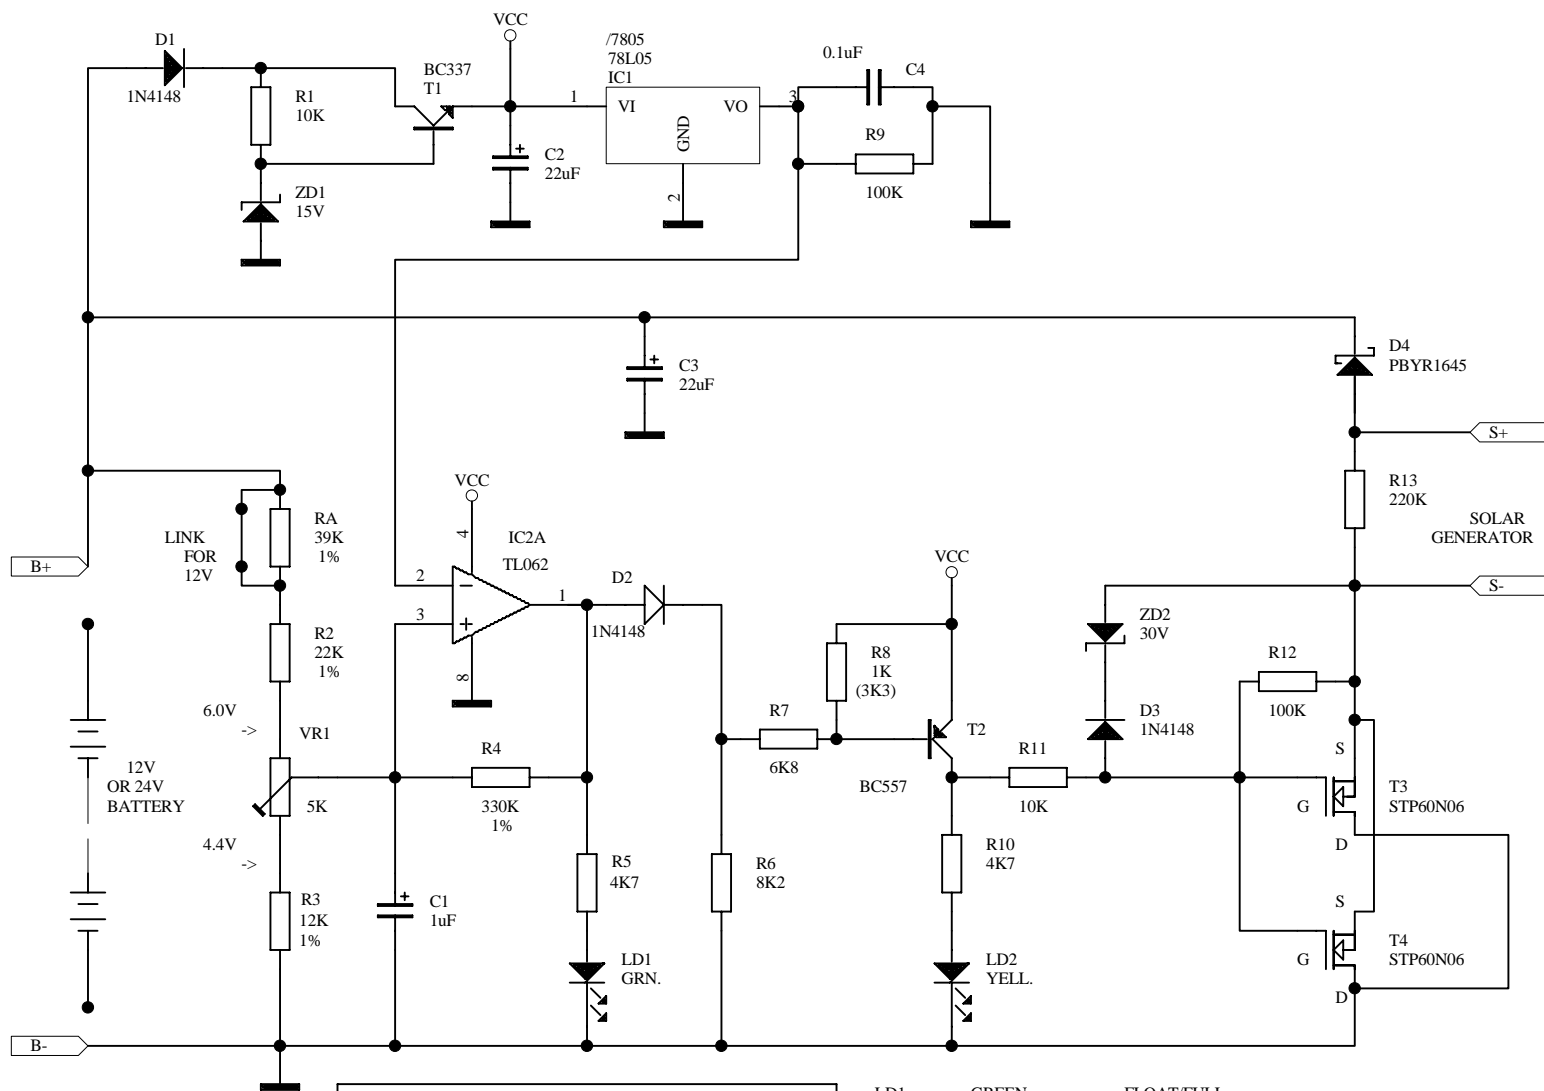 VCC
D1
1N4148
R1
10K
BC337
T1
/7805
78L05
IC1
1
VI
VO
3
GND
2
0.1uF
C4
R9
100K
C2
22uF
ZD1
15V
C3
22uF
D4
PBYR1645
S+
R13
220K
SOLAR
GENERATOR
S-
B+
LINK
FOR
12V
RA
39K
1%
VCC
4
IC2A
TL062
2
3
1
8
D2
1N4148
VCC
R2
22K
1%
R8
1K
(3K3)
ZD2
30V
R12
100K
6.0V
->
VR1
5K
4.4V
->
12V
OR 24V
BATTERY
R4
330K
1%
R7
6K8
T2
BC557
R11
10K
D3
1N4148
S
G
D
T3
STP60N06
R3
12K
1%
C1
1uF
R5
4K7
R6
8K2
R10
4K7
S
G
D
T4
STP60N06
LD1
GRN.
LD2
YELL.
B-
LD1 GREEN FLOAT/FULL